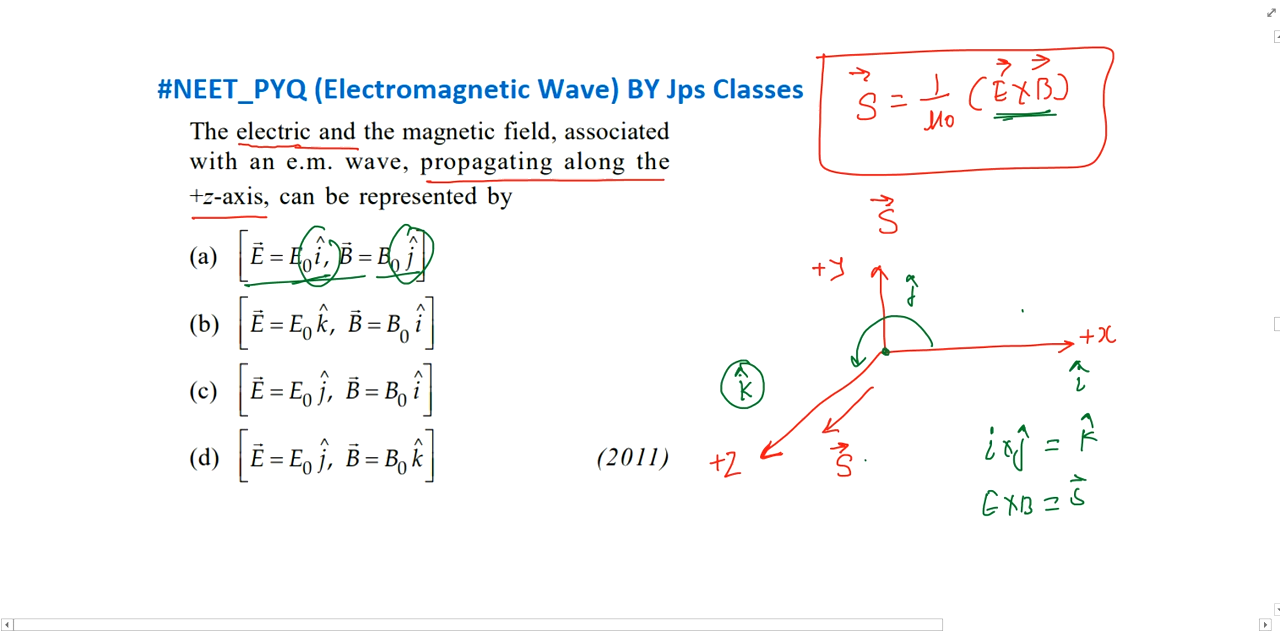 #NEET_PYQ (Electromagnetic Wave) BY Jps Classes
The electric and the magnetic field, associated
with an e.m. wave, propagating along the
+z-axis, can be represented by
(a) [E⃗ = E₀ î, B⃗ = B₀ ĵ]
(b) [E⃗ = E₀ k̂, B⃗ = B₀ î]
(c) [E⃗ = E₀ ĵ, B⃗ = B₀ î]
(d) [E⃗ = E₀ ĵ, B⃗ = B₀ k̂] (2011)
S⃗ = 1/μ₀ (E⃗ × B⃗)
S⃗
+y
ĵ
+x
î
k̂
+z
S⃗
i × ĵ = k̂
E × B = S⃗